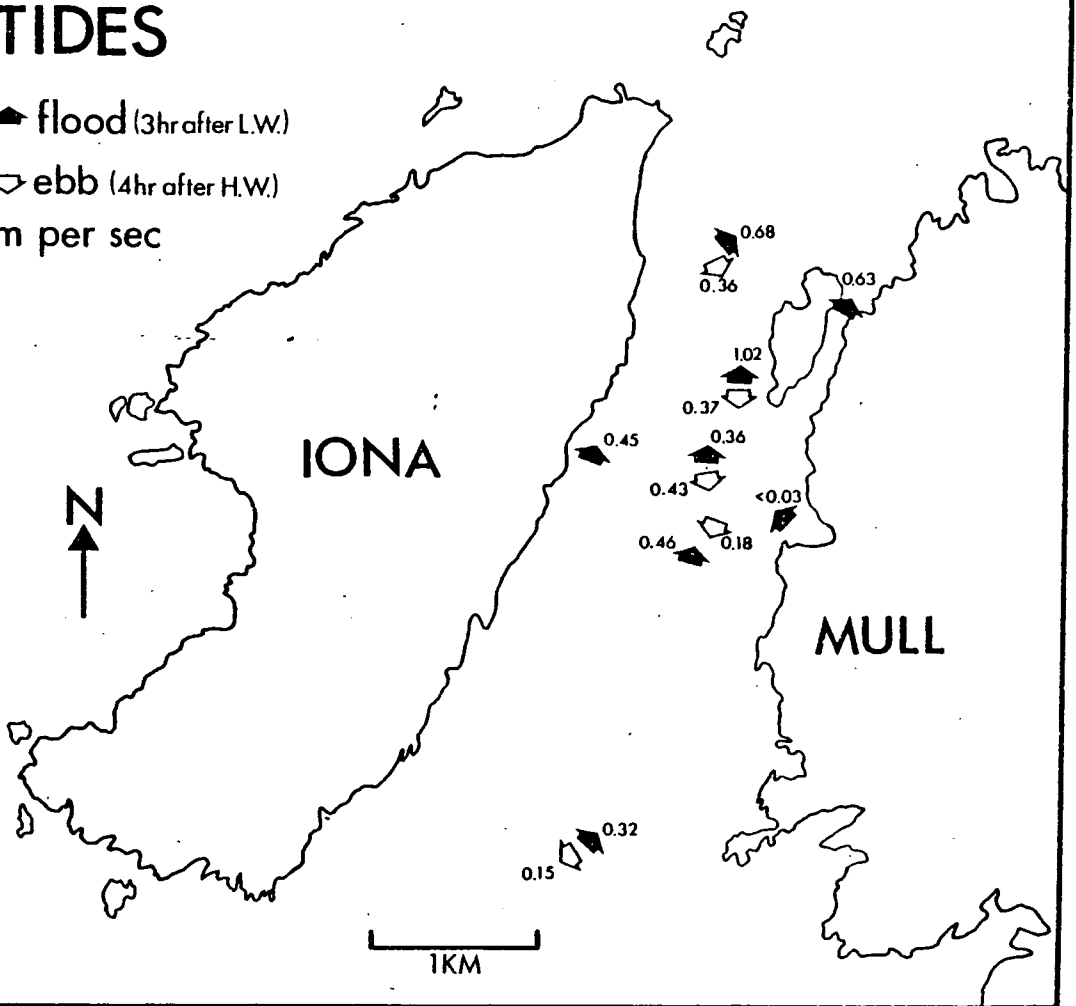 TIDES
flood (3hr after L.W.)
ebb (4hr after H.W.)
m per sec
0.68
0.36
0.63
1.02
0.37
IONA
0.45
0.36
0.43
<0.03
N
0.46
0.18
MULL
0.32
0.15
1KM